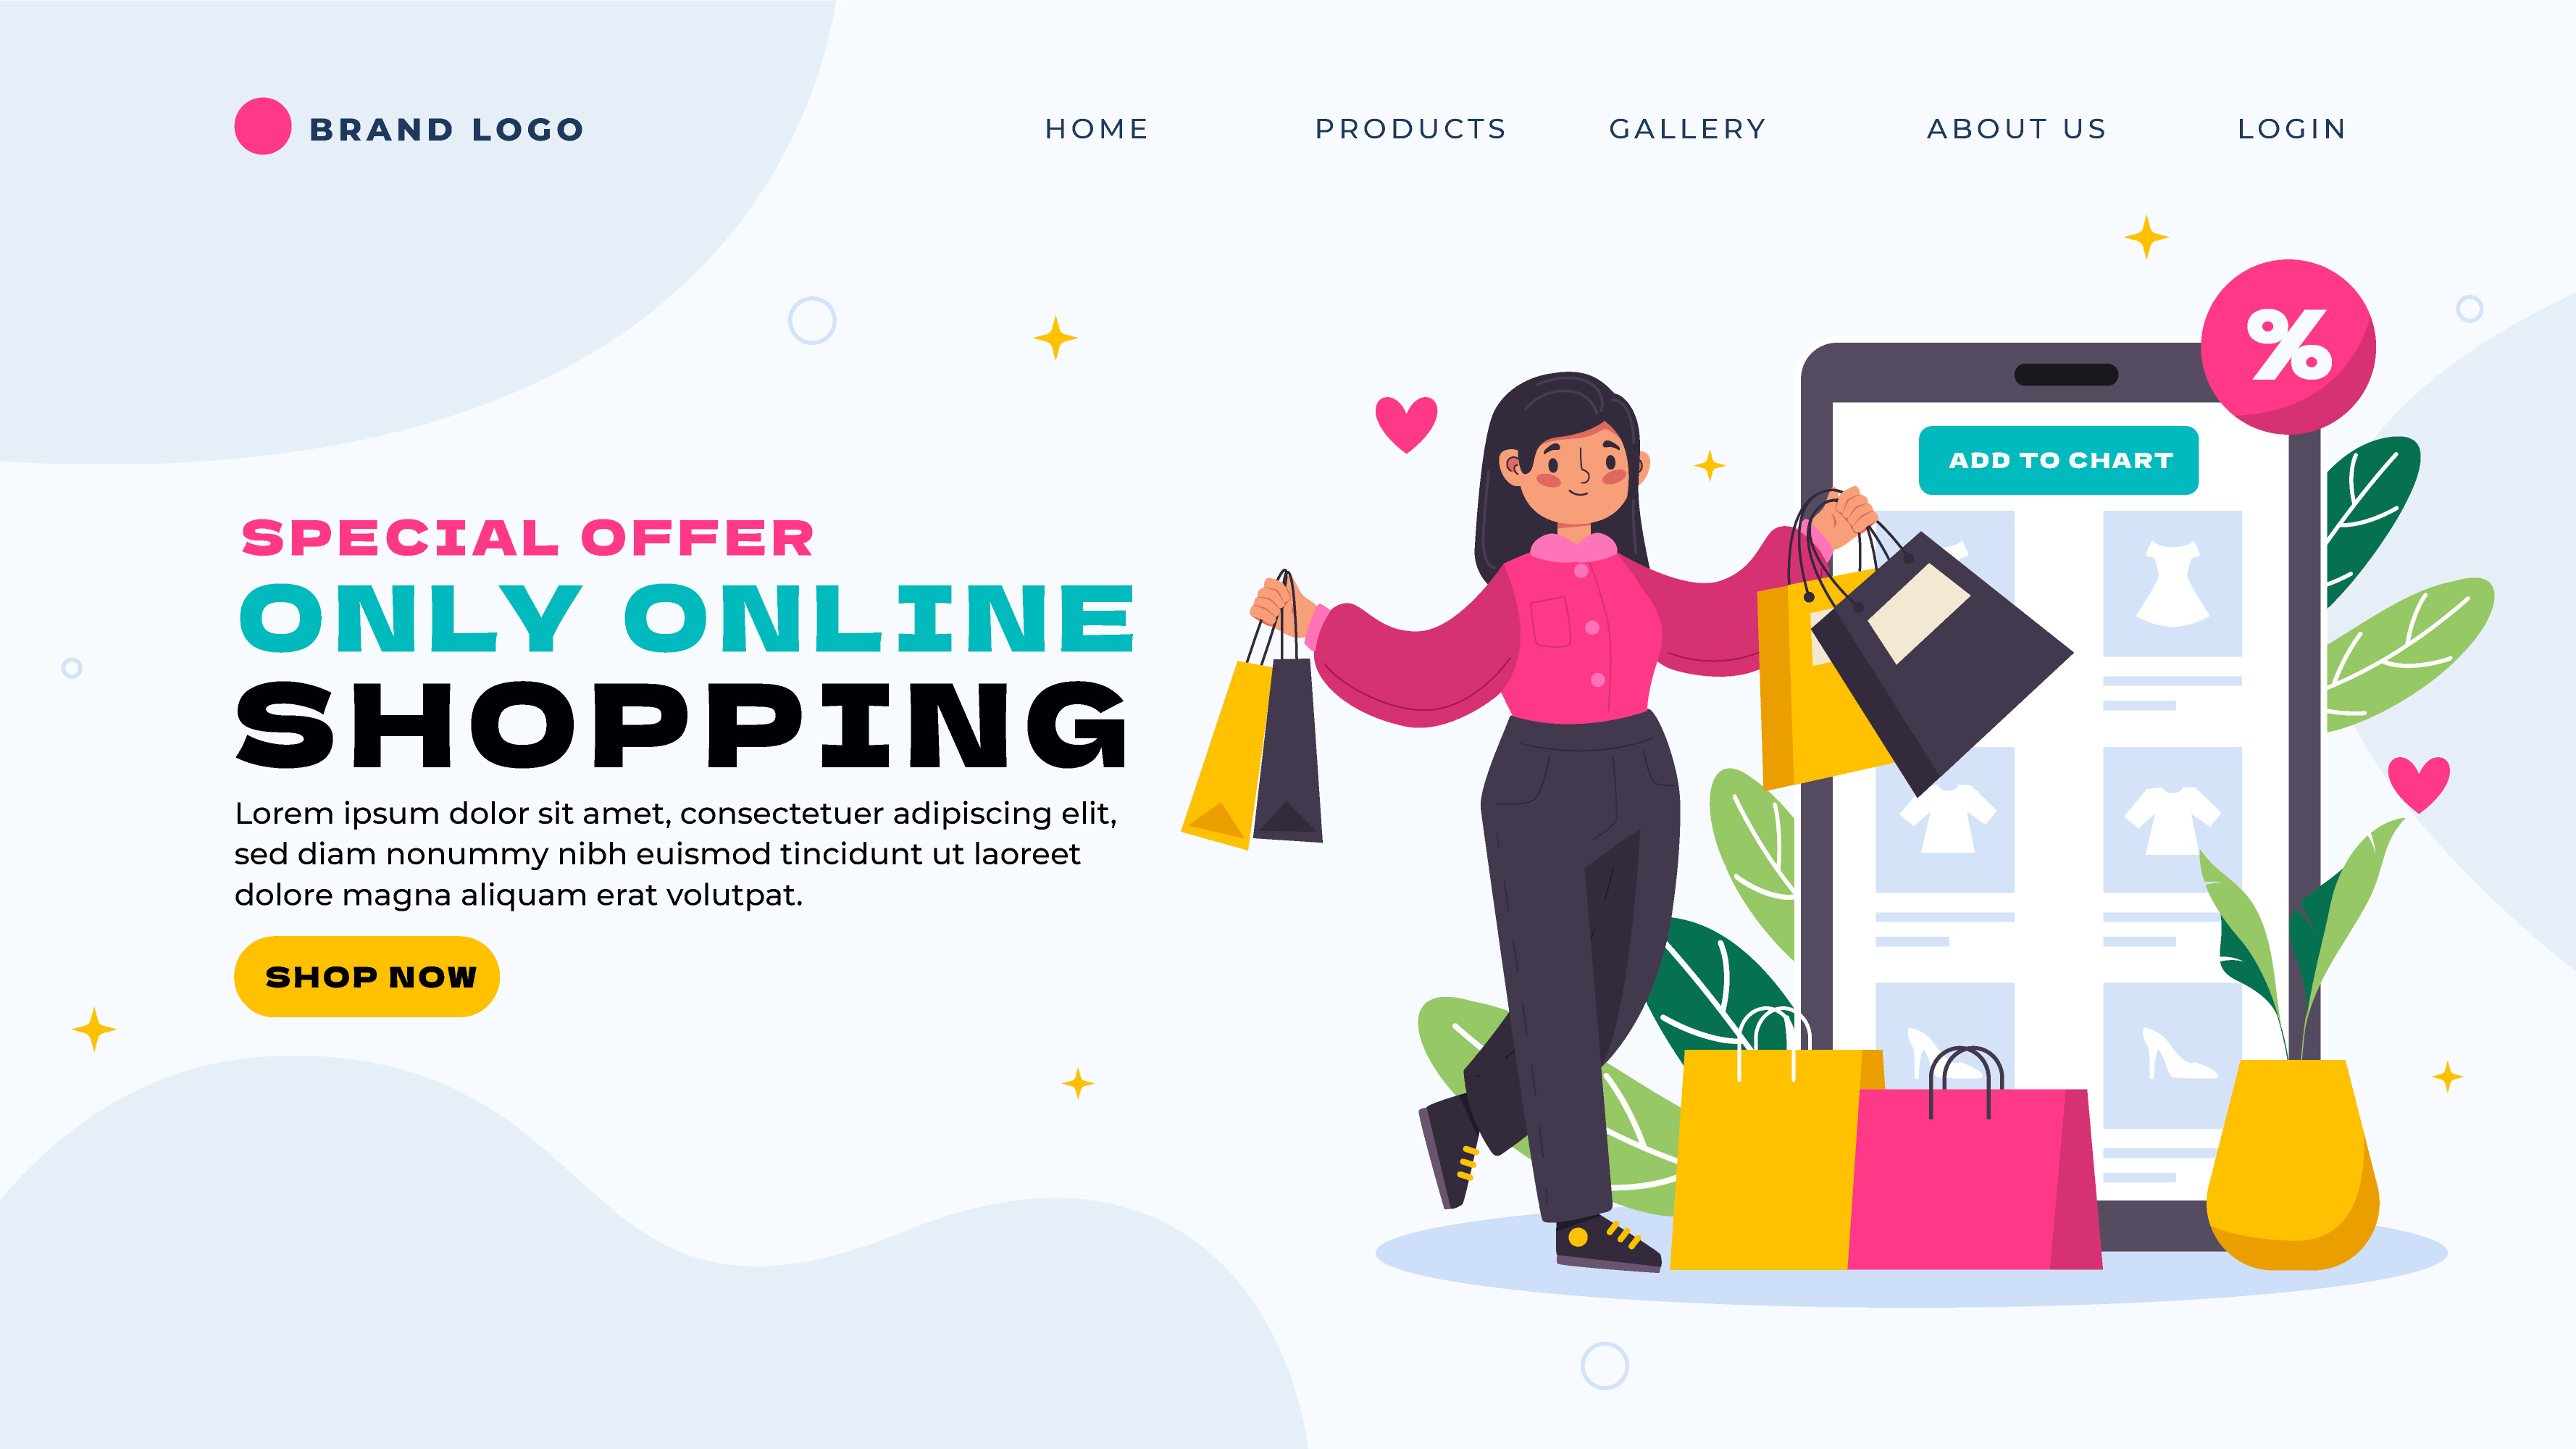 BRAND LOGO
HOME PRODUCTS GALLERY ABOUT US LOGIN
%
ADD TO CHART
SPECIAL OFFER
ONLY ONLINE
SHOPPING
Lorem ipsum dolor sit amet, consectetuer adipiscing elit,
sed diam nonummy nibh euismod tincidunt ut laoreet
dolore magna aliquam erat volutpat.
SHOP NOW